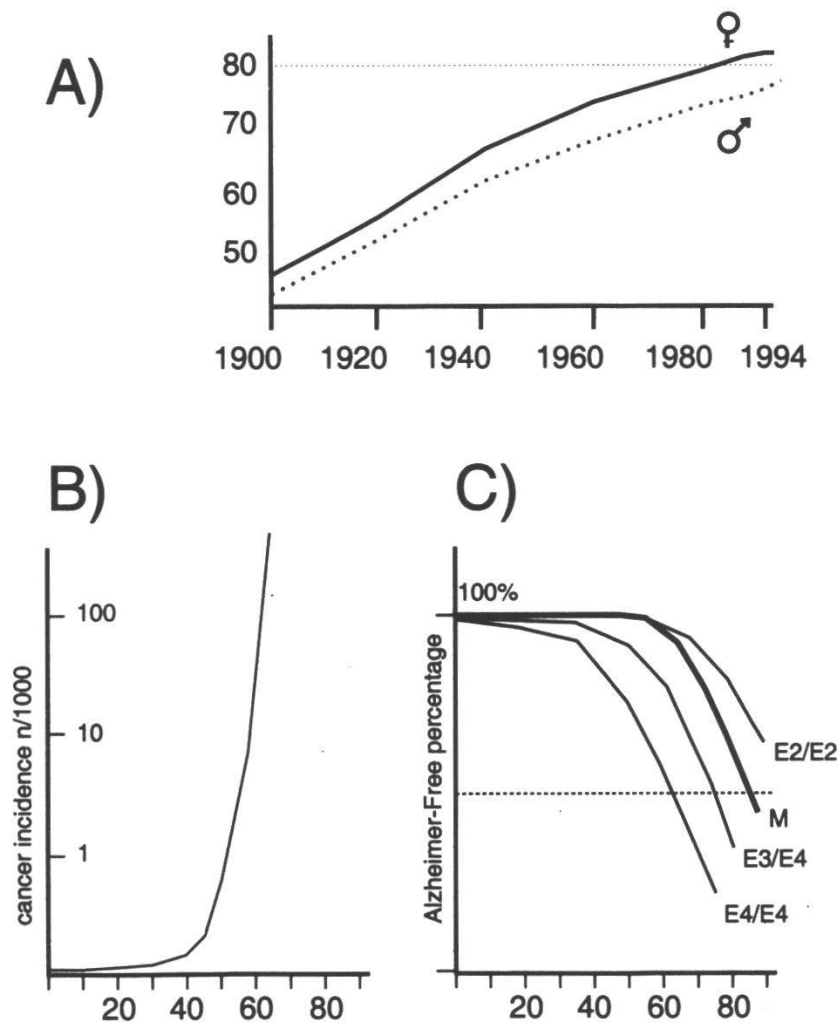 A)
♀
80
70
♂
60
50
1900 1920 1940 1960 1980 1994
B)
cancer incidence n/1000
100
10
1
20 40 60 80
C)
Alzheimer-Free percentage
100%
E2/E2
M
E3/E4
E4/E4
20 40 60 80